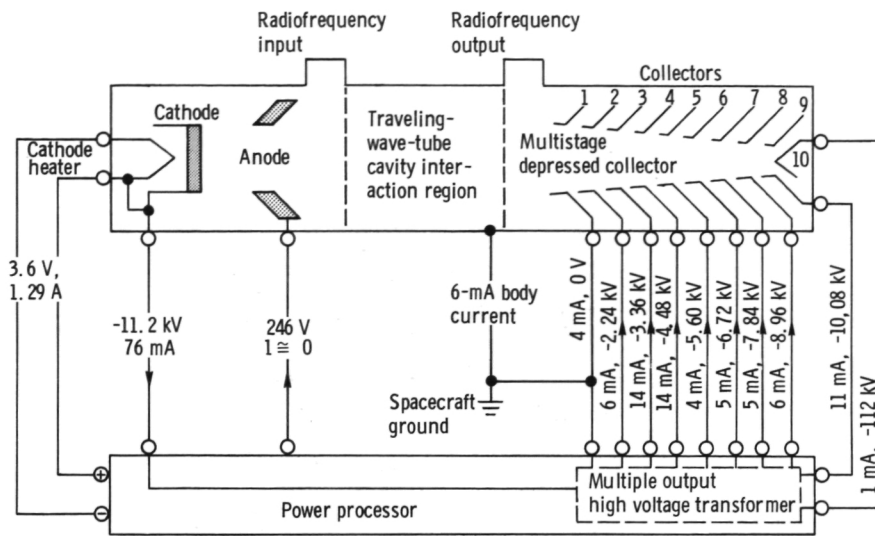 Radiofrequency
input
Radiofrequency
output
Collectors
1 2 3 4 5 6 7 8 9
10
Cathode
Cathode
heater
Anode
Traveling-
wave-tube
cavity inter-
action region
Multistage
depressed collector
3.6 V,
1.29 A
-11.2 kV
76 mA
246 V
1 ≅ 0
6-mA body
current
Spacecraft
ground
4 mA, 0 V
6 mA, -2.24 kV
14 mA, -3.36 kV
14 mA, -4.48 kV
4 mA, -5.60 kV
5 mA, -6.72 kV
5 mA, -7.84 kV
6 mA, -8.96 kV
11 mA, -10,08 kV
1 mA, -112 kV
+
-
Power processor
Multiple output
high voltage transformer